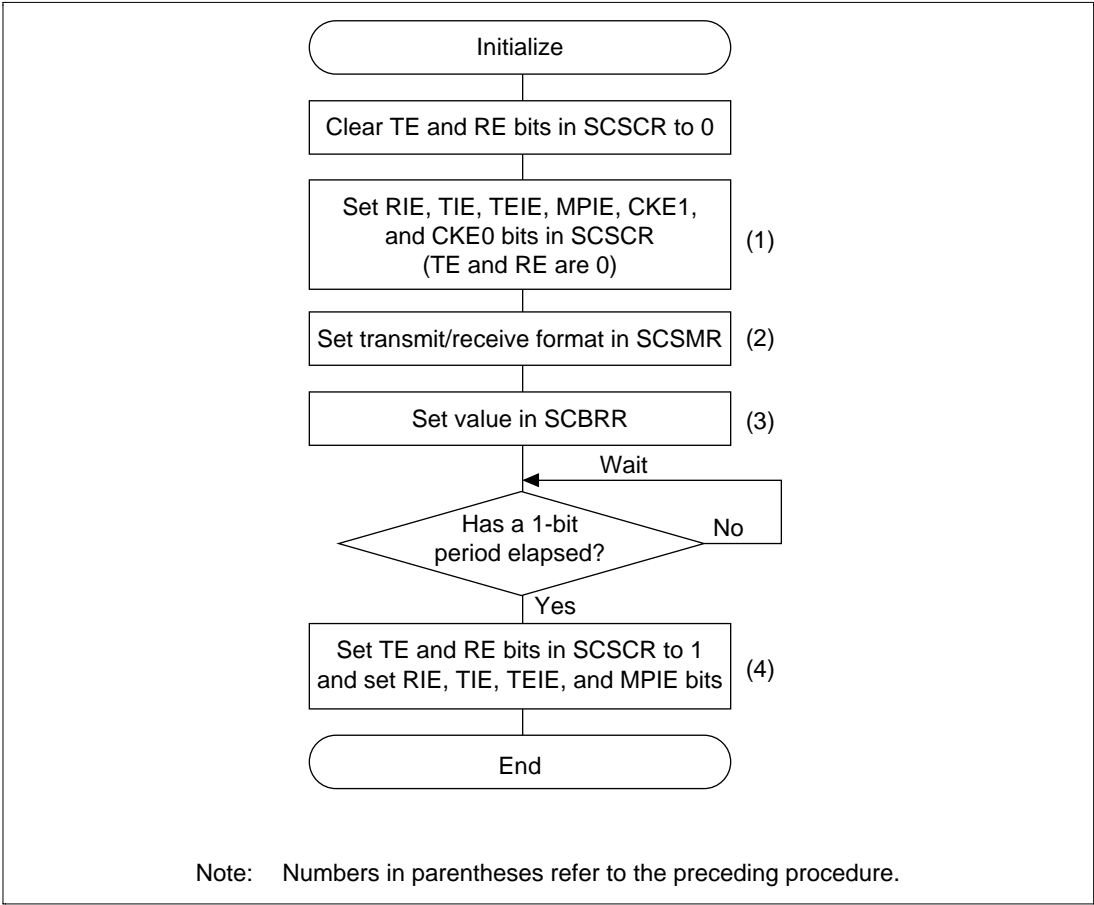 Initialize
Clear TE and RE bits in SCSCR to 0
Set RIE, TIE, TEIE, MPIE, CKE1,
and CKE0 bits in SCSCR
(TE and RE are 0)
(1)
Set transmit/receive format in SCSMR
(2)
Set value in SCBRR
(3)
Wait
Has a 1-bit
period elapsed?
No
Yes
Set TE and RE bits in SCSCR to 1
and set RIE, TIE, TEIE, and MPIE bits
(4)
End
Note: Numbers in parentheses refer to the preceding procedure.